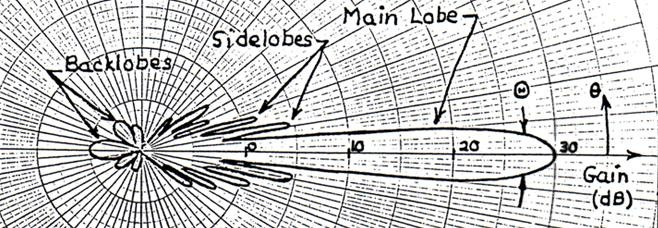 Main Lobe
Sidelobes
Backlobes
Θ
θ
0
10
20
30
Gain
(dB)